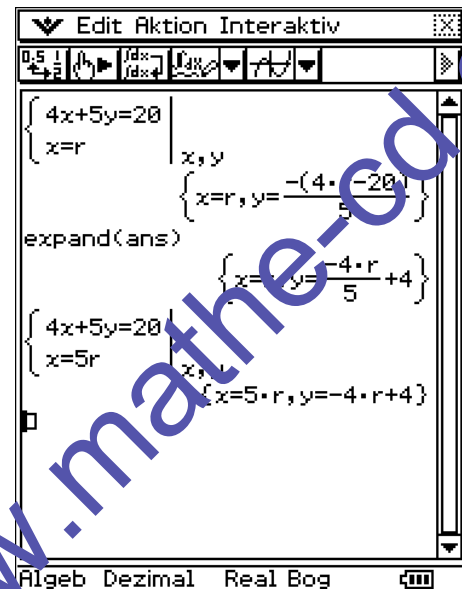 Edit Aktion Interaktiv
{ 4x+5y=20
{ x=r | x,y
{x=r,y= -(4· -20) / 5 }
expand(ans)
{x= ,y= -4·r / 5 +4}
{ 4x+5y=20
{ x=5r | x,
{x=5·r,y=-4·r+4}
Algeb Dezimal Real Bog
www.mathe-cd